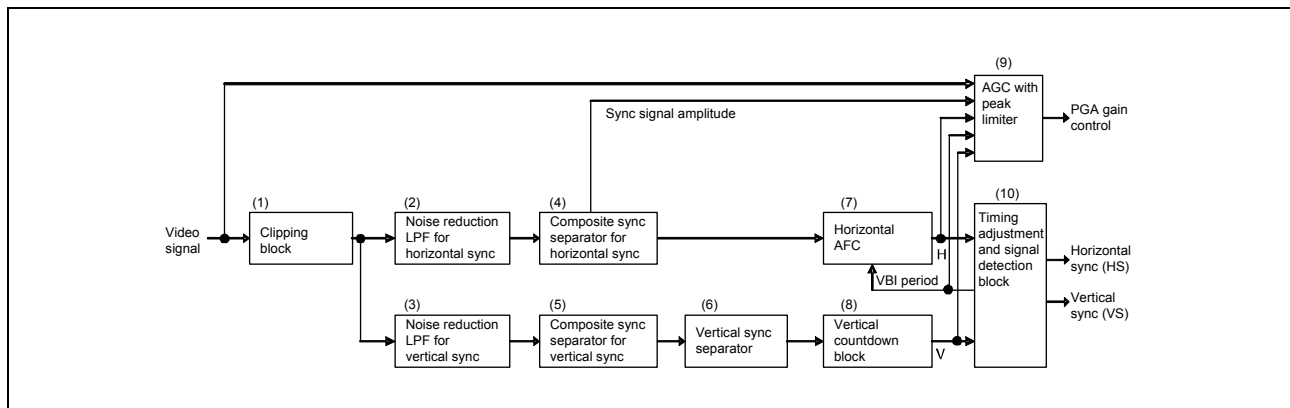 (9)
AGC with
peak
limiter
PGA gain
control
Sync signal amplitude
(1)
(2)
(4)
(7)
(10)
Video
signal
Clipping
block
Noise reduction
LPF for
horizontal sync
Composite sync
separator for
horizontal sync
Horizontal
AFC
H
Timing
adjustment
and signal
detection
block
Horizontal
sync (HS)
VBI period
Vertical
sync (VS)
(3)
(5)
(6)
(8)
Noise reduction
LPF for
vertical sync
Composite sync
separator for
vertical sync
Vertical sync
separator
Vertical
countdown
block
V